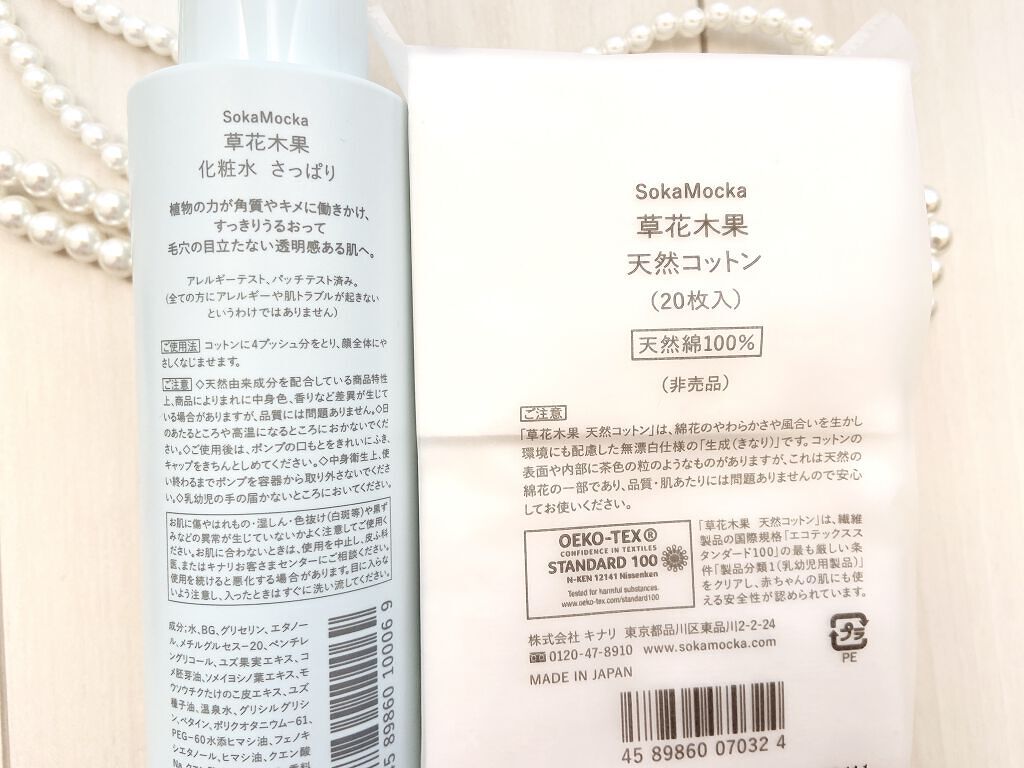 SokaMocka
草花木果
化粧水 さっぱり
植物の力が角質やキメに働きかけ、
すっきりうるおって
毛穴の目立たない透明感ある肌へ。
アレルギーテスト、パッチテスト済み。
(全ての方にアレルギーや肌トラブルが起きない
というわけではありません)
ご使用法 コットンに4プッシュ分をとり、顔全体にや
さしくなじませます。
ご注意 ◇天然由来成分を配合している商品特性
上、商品によりまれに中身色、香りなど差異が生じて
いる場合がありますが、品質には問題ありません。◇日
のあたるところや高温になるところにおかないでくだ
さい。◇ご使用後は、ポンプの口もとをきれいにふき、
キャップをきちんとしめてください。◇中身衛生上、使
い終わるまでポンプを容器から取り外さないでくださ
い。◇乳幼児の手の届かないところにおいてください。
お肌に傷やはれもの・湿しん・色抜け(白斑等)や黒ず
みなどの異常が生じていないかよく注意してご使用く
ださい。お肌に合わないときは、使用を中止し、皮ふ科
医、またはキナリお客さまセンターにご相談ください。
使用を続けると悪化する場合があります。目に入らな
いよう注意し、入ったときはすぐに洗い流してください。
成分;水、BG、グリセリン、エタノー
ル、メチルグルセス-20、ペンチレ
ングリコール、ユズ果実エキス、コ
メ胚芽油、ソメイヨシノ葉エキス、モ
ウソウチクたけのこ皮エキス、ユズ
種子油、温泉水、グリシルグリシ
ン、ベタイン、ポリクオタニウム-61、
PEG-60水添ヒマシ油、フェノキ
シエタノール、ヒマシ油、クエン酸
45 89860 10006 9
SokaMocka
草花木果
天然コットン
(20枚入)
天然綿100%
(非売品)
ご注意
「草花木果 天然コットン」は、綿花のやわらかさや風合いを生かし
環境にも配慮した無漂白仕様の「生成(きなり)」です。コットンの
表面や内部に茶色の粒のようなものがありますが、これは天然の
綿花の一部であり、品質・肌あたりには問題ありませんので安心
してお使いください。
OEKO-TEX®
CONFIDENCE IN TEXTILES
STANDARD 100
N-KEN 12141 Nissenken
Tested for harmful substances.
www.oeko-tex.com/standard100
「草花木果 天然コットン」は、繊維
製品の国際規格「エコテックスス
タンダード100」の最も厳しい条
件「製品分類1(乳幼児用製品)」
をクリアし、赤ちゃんの肌にも使
える安全性が認められています。
株式会社 キナリ 東京都品川区東品川2-2-24
0120-47-8910 www.sokamocka.com
MADE IN JAPAN
プラ
PE
45 89860 07032 4